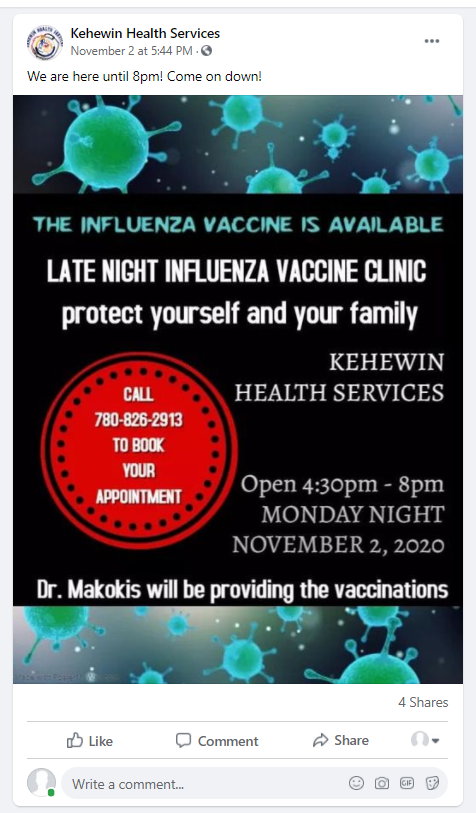 Kehewin Health Services
November 2 at 5:44 PM ·
We are here until 8pm! Come on down!
THE INFLUENZA VACCINE IS AVAILABLE
LATE NIGHT INFLUENZA VACCINE CLINIC
protect yourself and your family
KEHEWIN
HEALTH SERVICES
CALL
780-826-2913
TO BOOK
YOUR
APPOINTMENT
Open 4:30pm - 8pm
MONDAY NIGHT
NOVEMBER 2, 2020
Dr. Makokis will be providing the vaccinations
4 Shares
Like
Comment
Share
Write a comment...
GIF